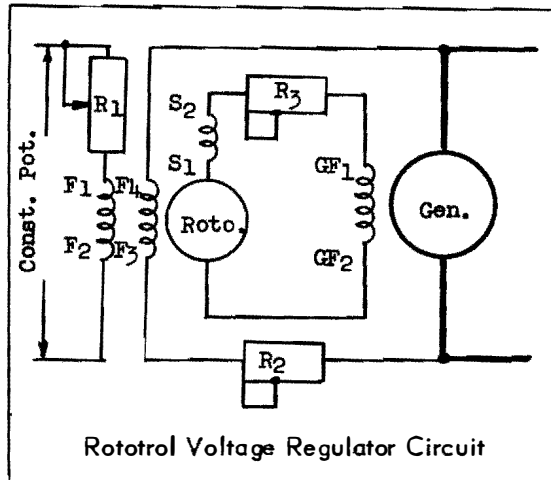 Const. Pot.
R1
F1
F2
F4
F3
S2
S1
Roto.
R3
GF1
GF2
Gen.
R2
Rototrol Voltage Regulator Circuit